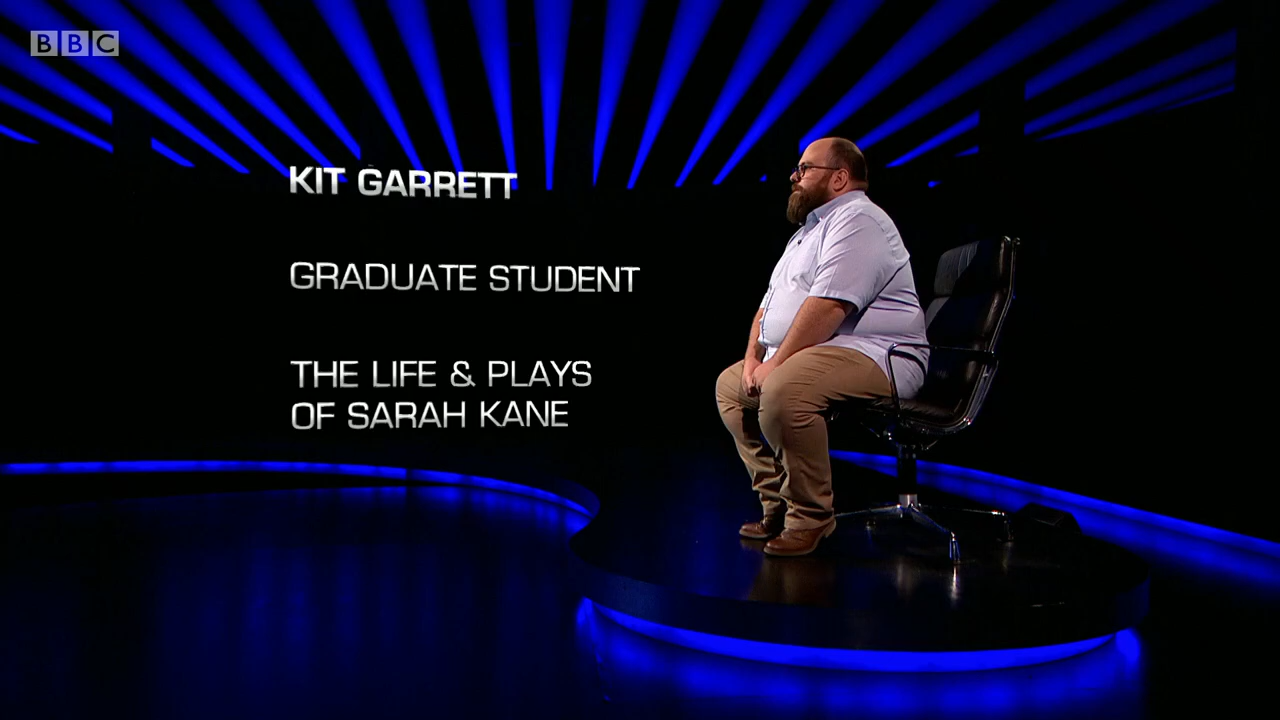 BBC
KIT GARRETT
GRADUATE STUDENT
THE LIFE & PLAYS
OF SARAH KANE